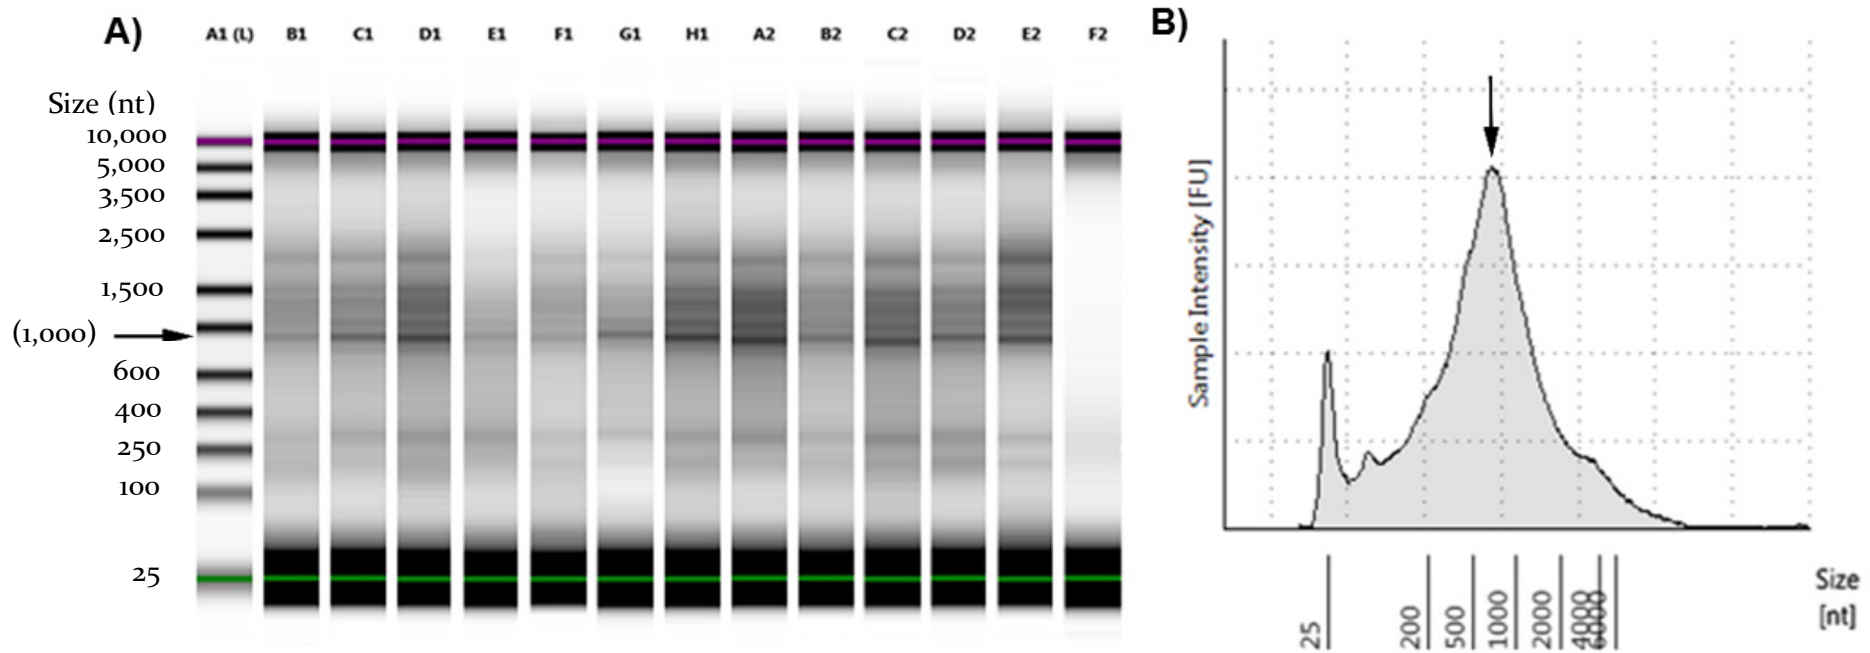 A)
A1 (L) B1 C1 D1 E1 F1 G1 H1 A2 B2 C2 D2 E2 F2
Size (nt)
10,000
5,000
3,500
2,500
1,500
(1,000)
600
400
250
100
25
B)
Sample Intensity [FU]
25
200
500
1000
2000
4000
6000
Size
[nt]